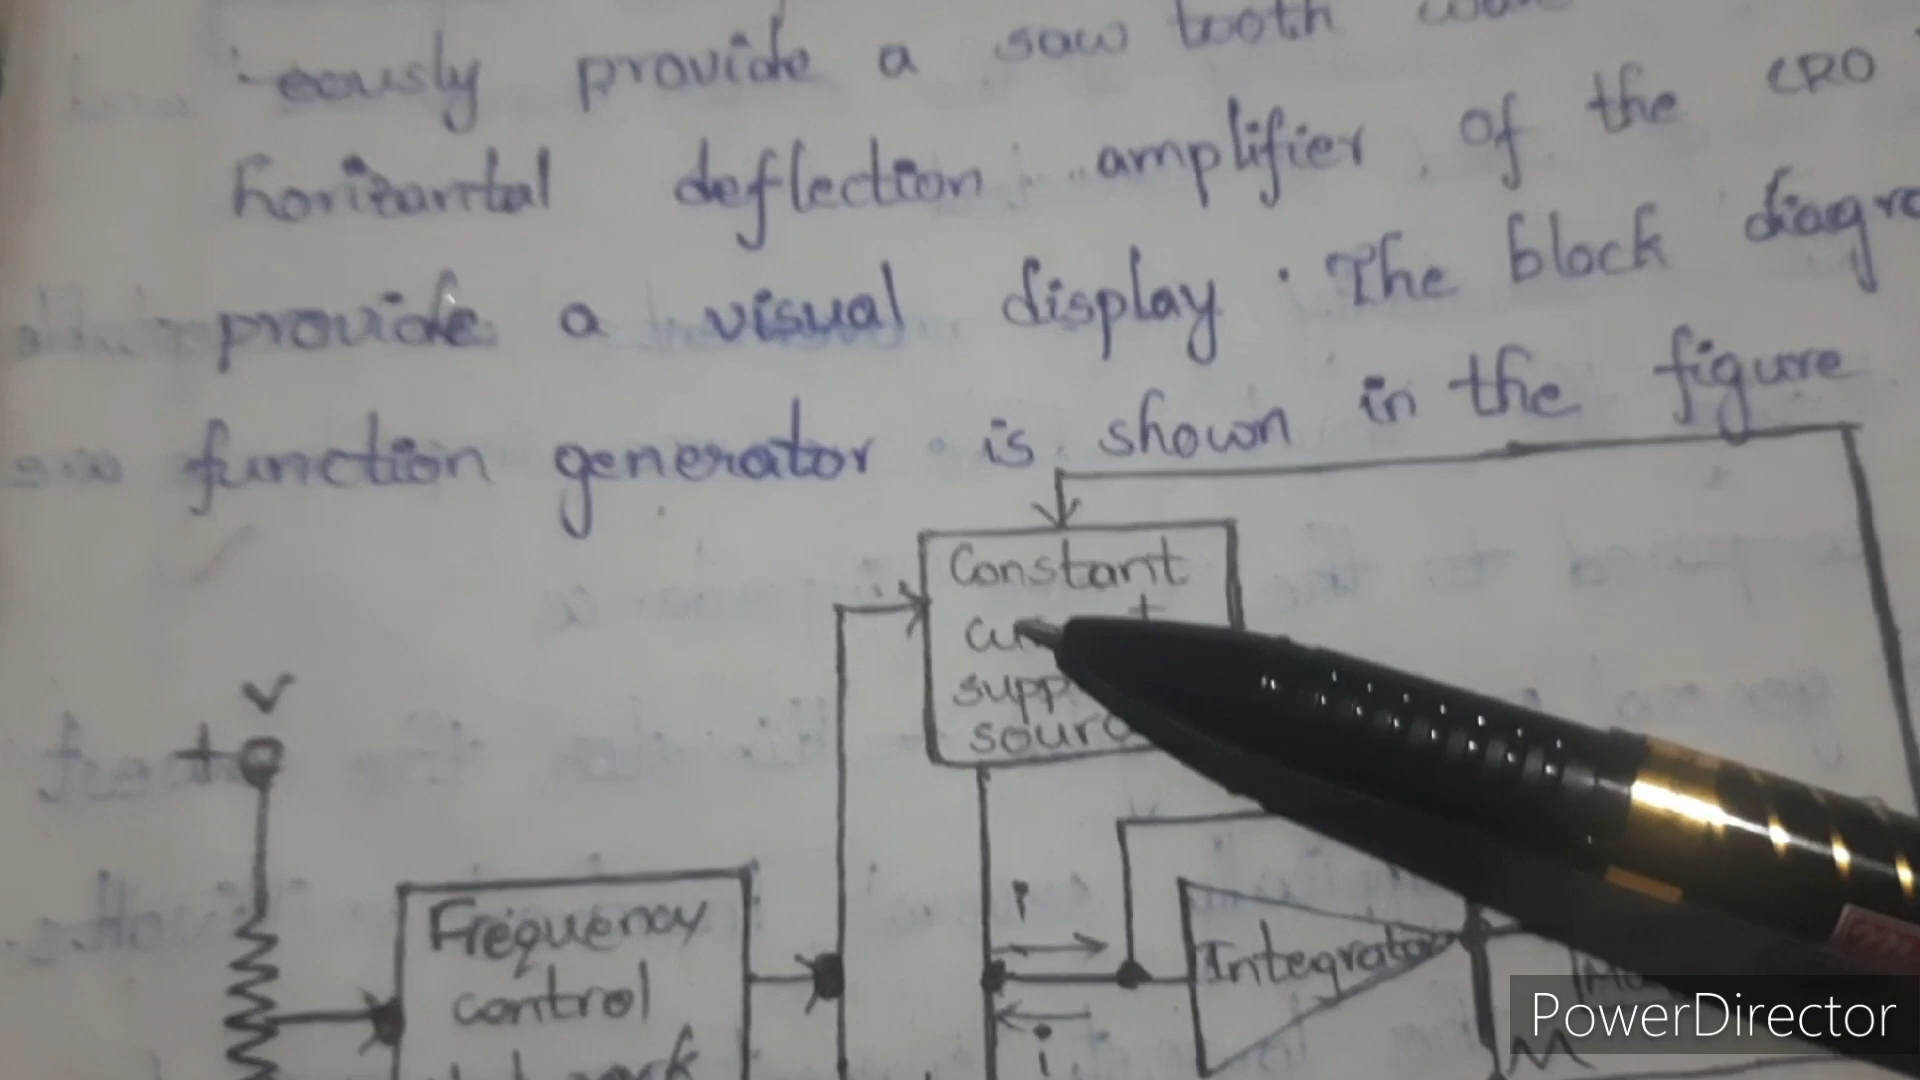 eously provide a saw tooth
horizontal deflection amplifier of the CRO
provide a visual display. The block
function generator is shown in the figure
Constant
source
V
+
Frequency
control
i
Integrator
i
PowerDirector